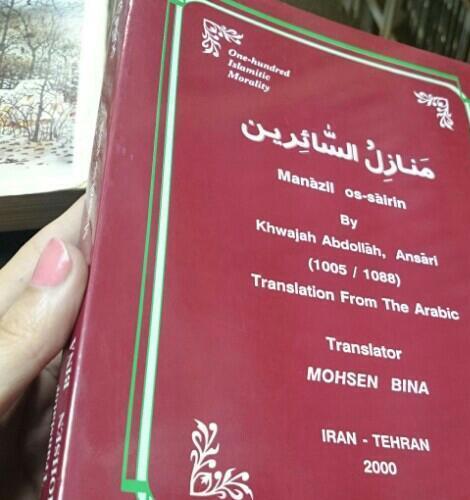 One-hundred
Islamitic
Morality
مَنازِلُ السَّائِرین
Manàzil os-sàirin
By
Khwajah Abdollàh, Ansàri
(1005 / 1088)
Translation From The Arabic
Translator
MOHSEN BINA
IRAN - TEHRAN
2000